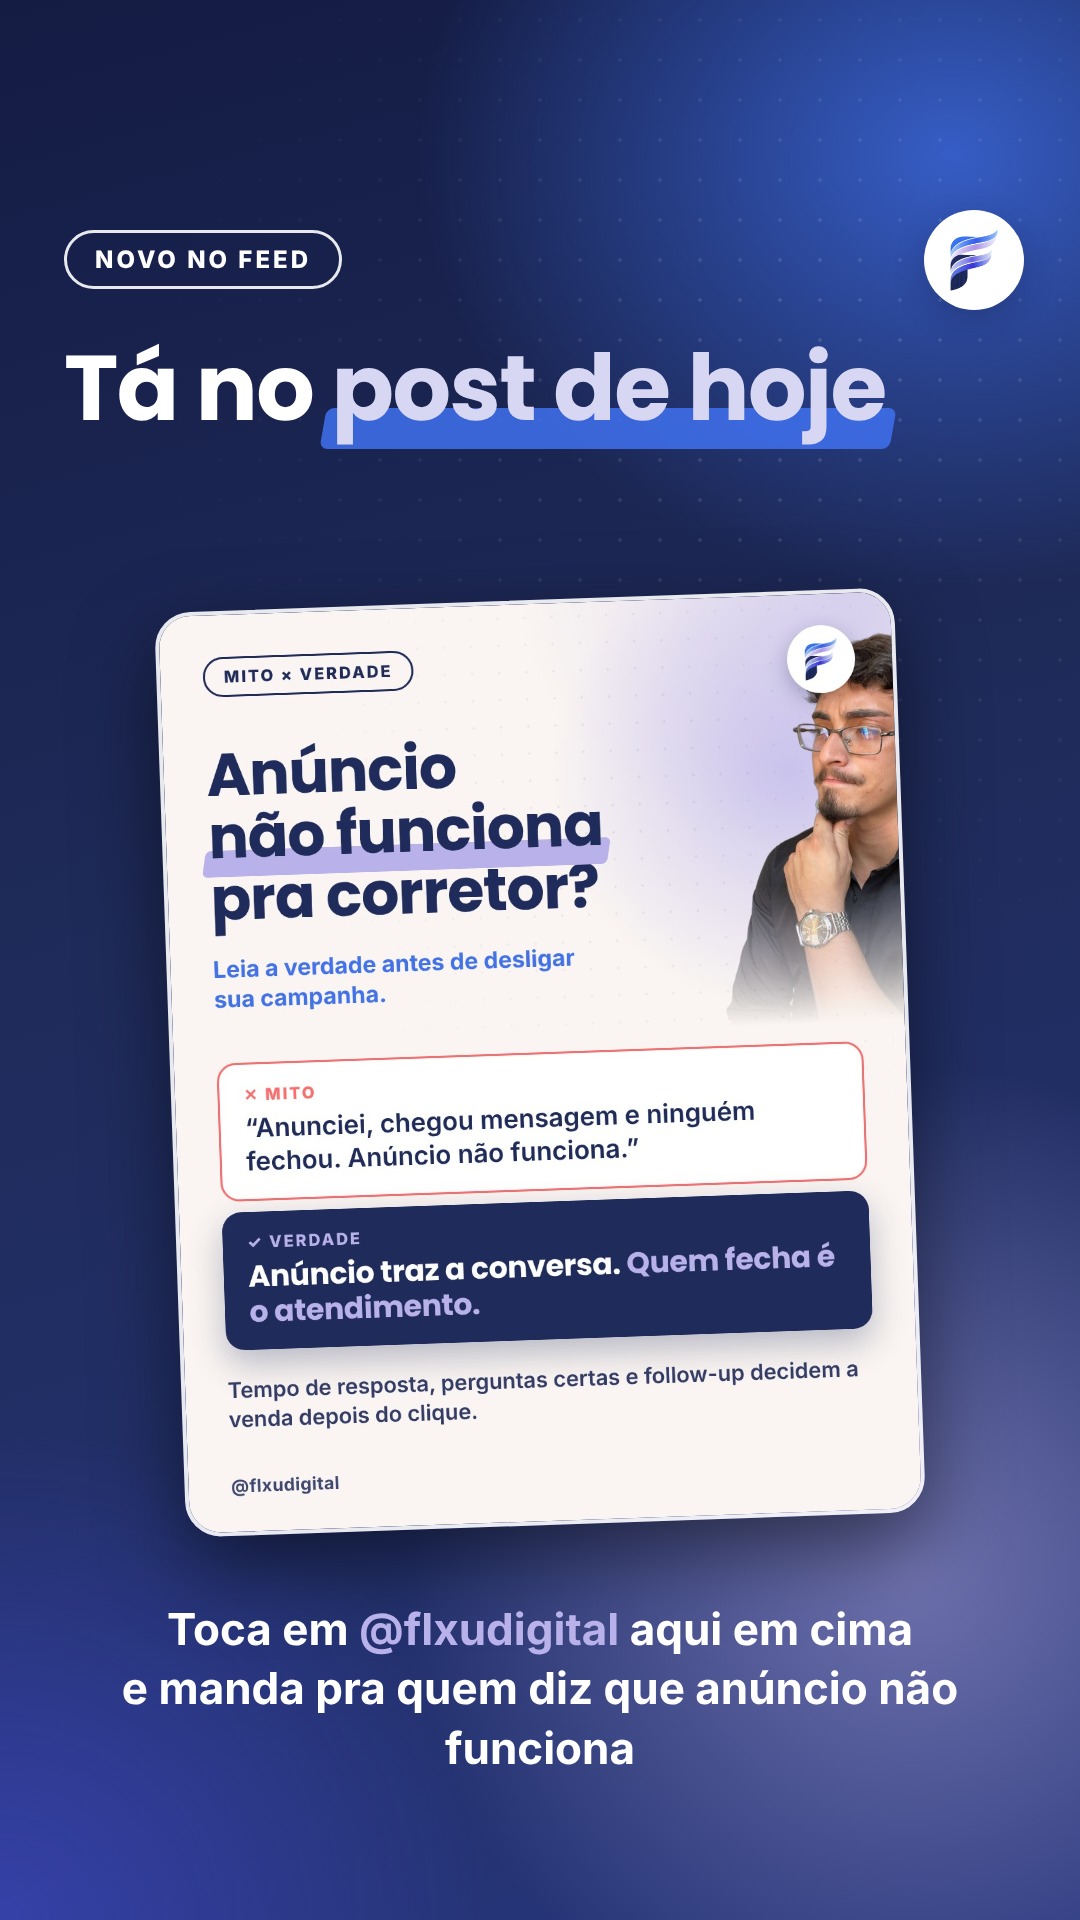 NOVO NO FEED
Tá no post de hoje
MITO × VERDADE
Anúncio
não funciona
pra corretor?
Leia a verdade antes de desligar
sua campanha.
× MITO
“Anunciei, chegou mensagem e ninguém
fechou. Anúncio não funciona.”
✓ VERDADE
Anúncio traz a conversa. Quem fecha é
o atendimento.
Tempo de resposta, perguntas certas e follow-up decidem a
venda depois do clique.
@flxudigital
Toca em @flxudigital aqui em cima
e manda pra quem diz que anúncio não
funciona